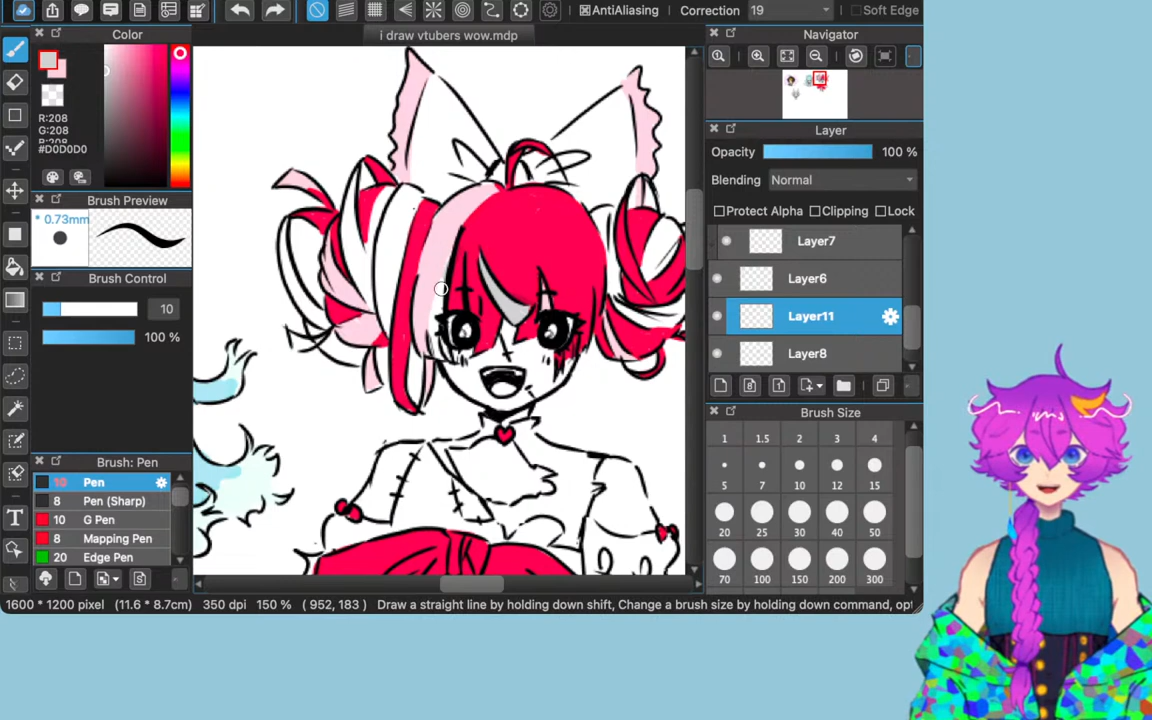 AntiAliasing
Correction
19
Soft Edge
Color
i draw vtubers wow.mdp
Navigator
R:208
G:208
B:208
#D0D0D0
Layer
Opacity
100 %
Blending
Normal
Protect Alpha
Clipping
Lock
Brush Preview
* 0.73mm
Layer7
Layer6
Layer11
Layer8
Brush Control
10
100 %
Brush Size
1
1.5
2
3
4
5
7
10
12
15
20
25
30
40
50
70
100
150
200
300
Brush: Pen
10 Pen
8 Pen (Sharp)
10 G Pen
8 Mapping Pen
20 Edge Pen
T
1600 * 1200 pixel (11.6 * 8.7cm) 350 dpi 150 % ( 952, 183 ) Draw a straight line by holding down shift, Change a brush size by holding down command, op